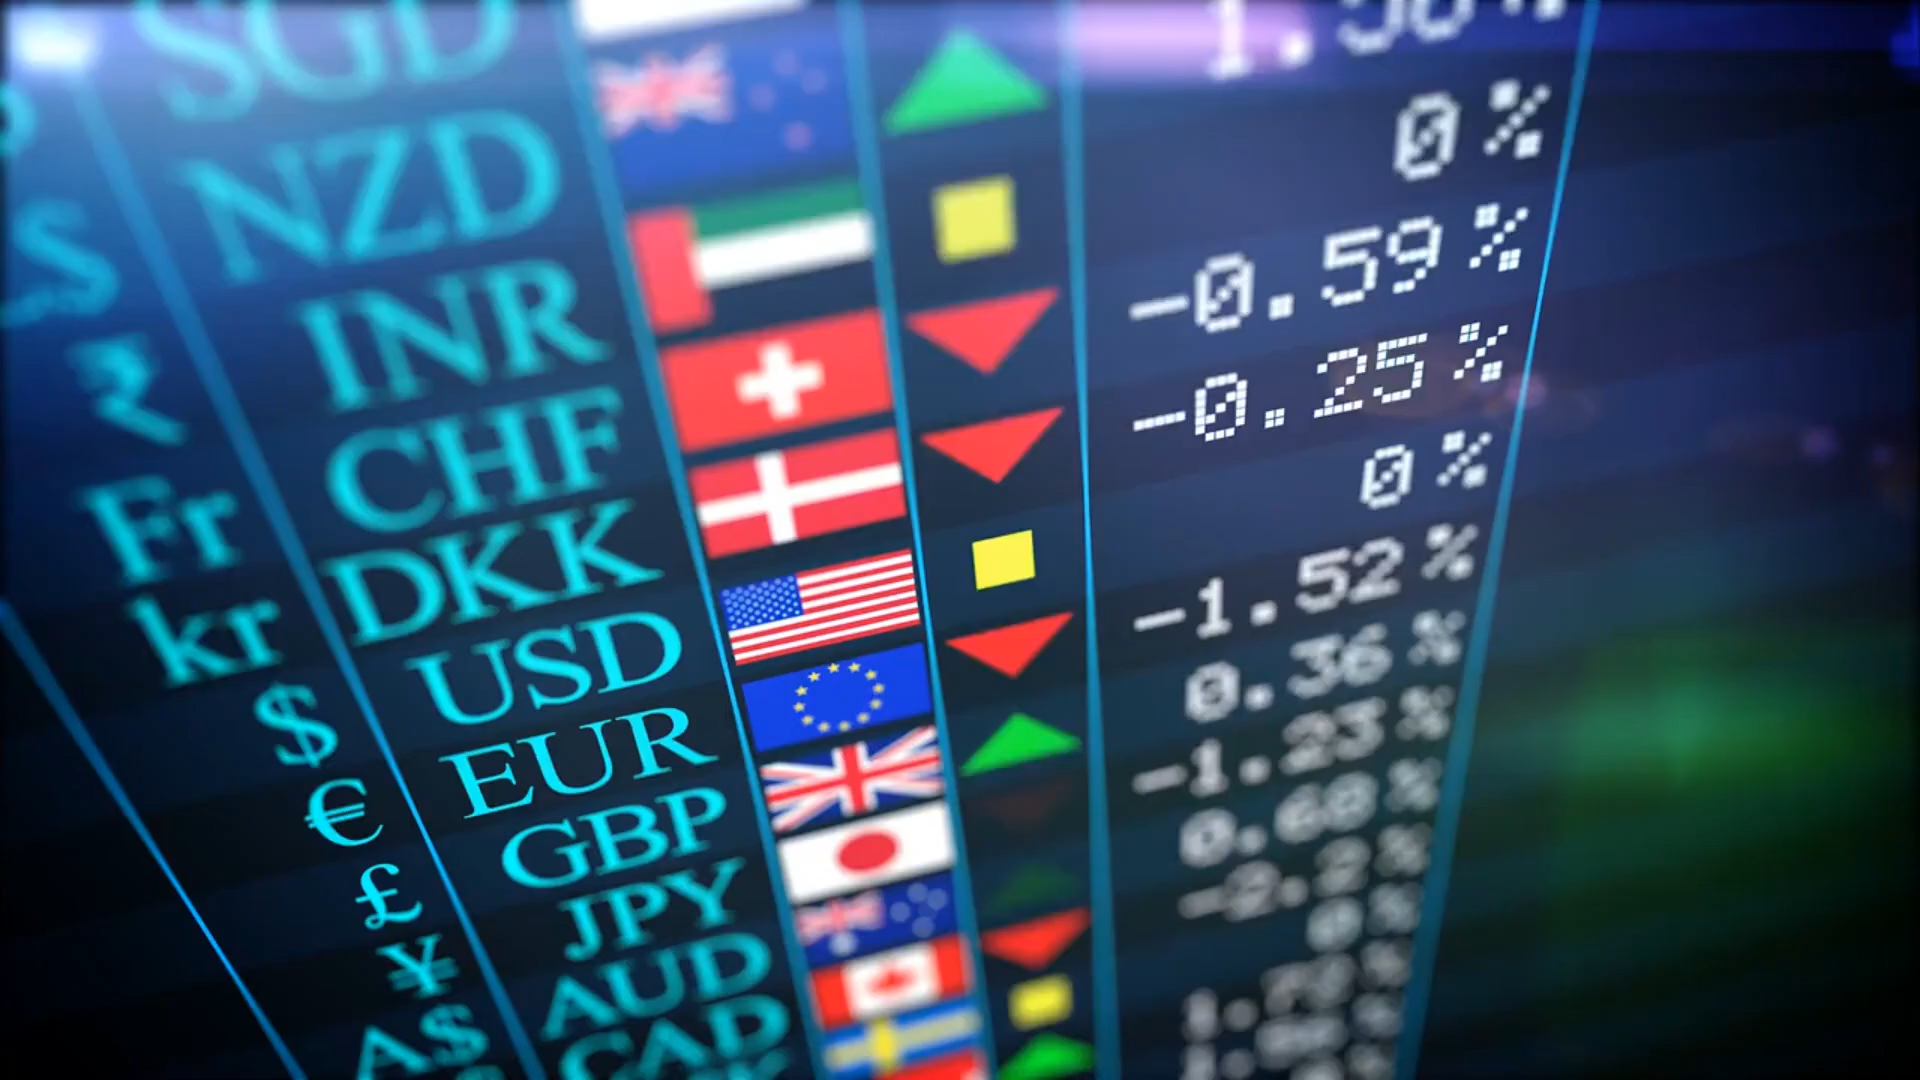 SGD
NZD
₹ INR 0 %
Fr CHF -0.59 %
kr DKK -0.25 %
$ USD 0 %
€ EUR -1.52 %
£ GBP 0.36 %
¥ JPY -1.23 %
A$ AUD
CAD